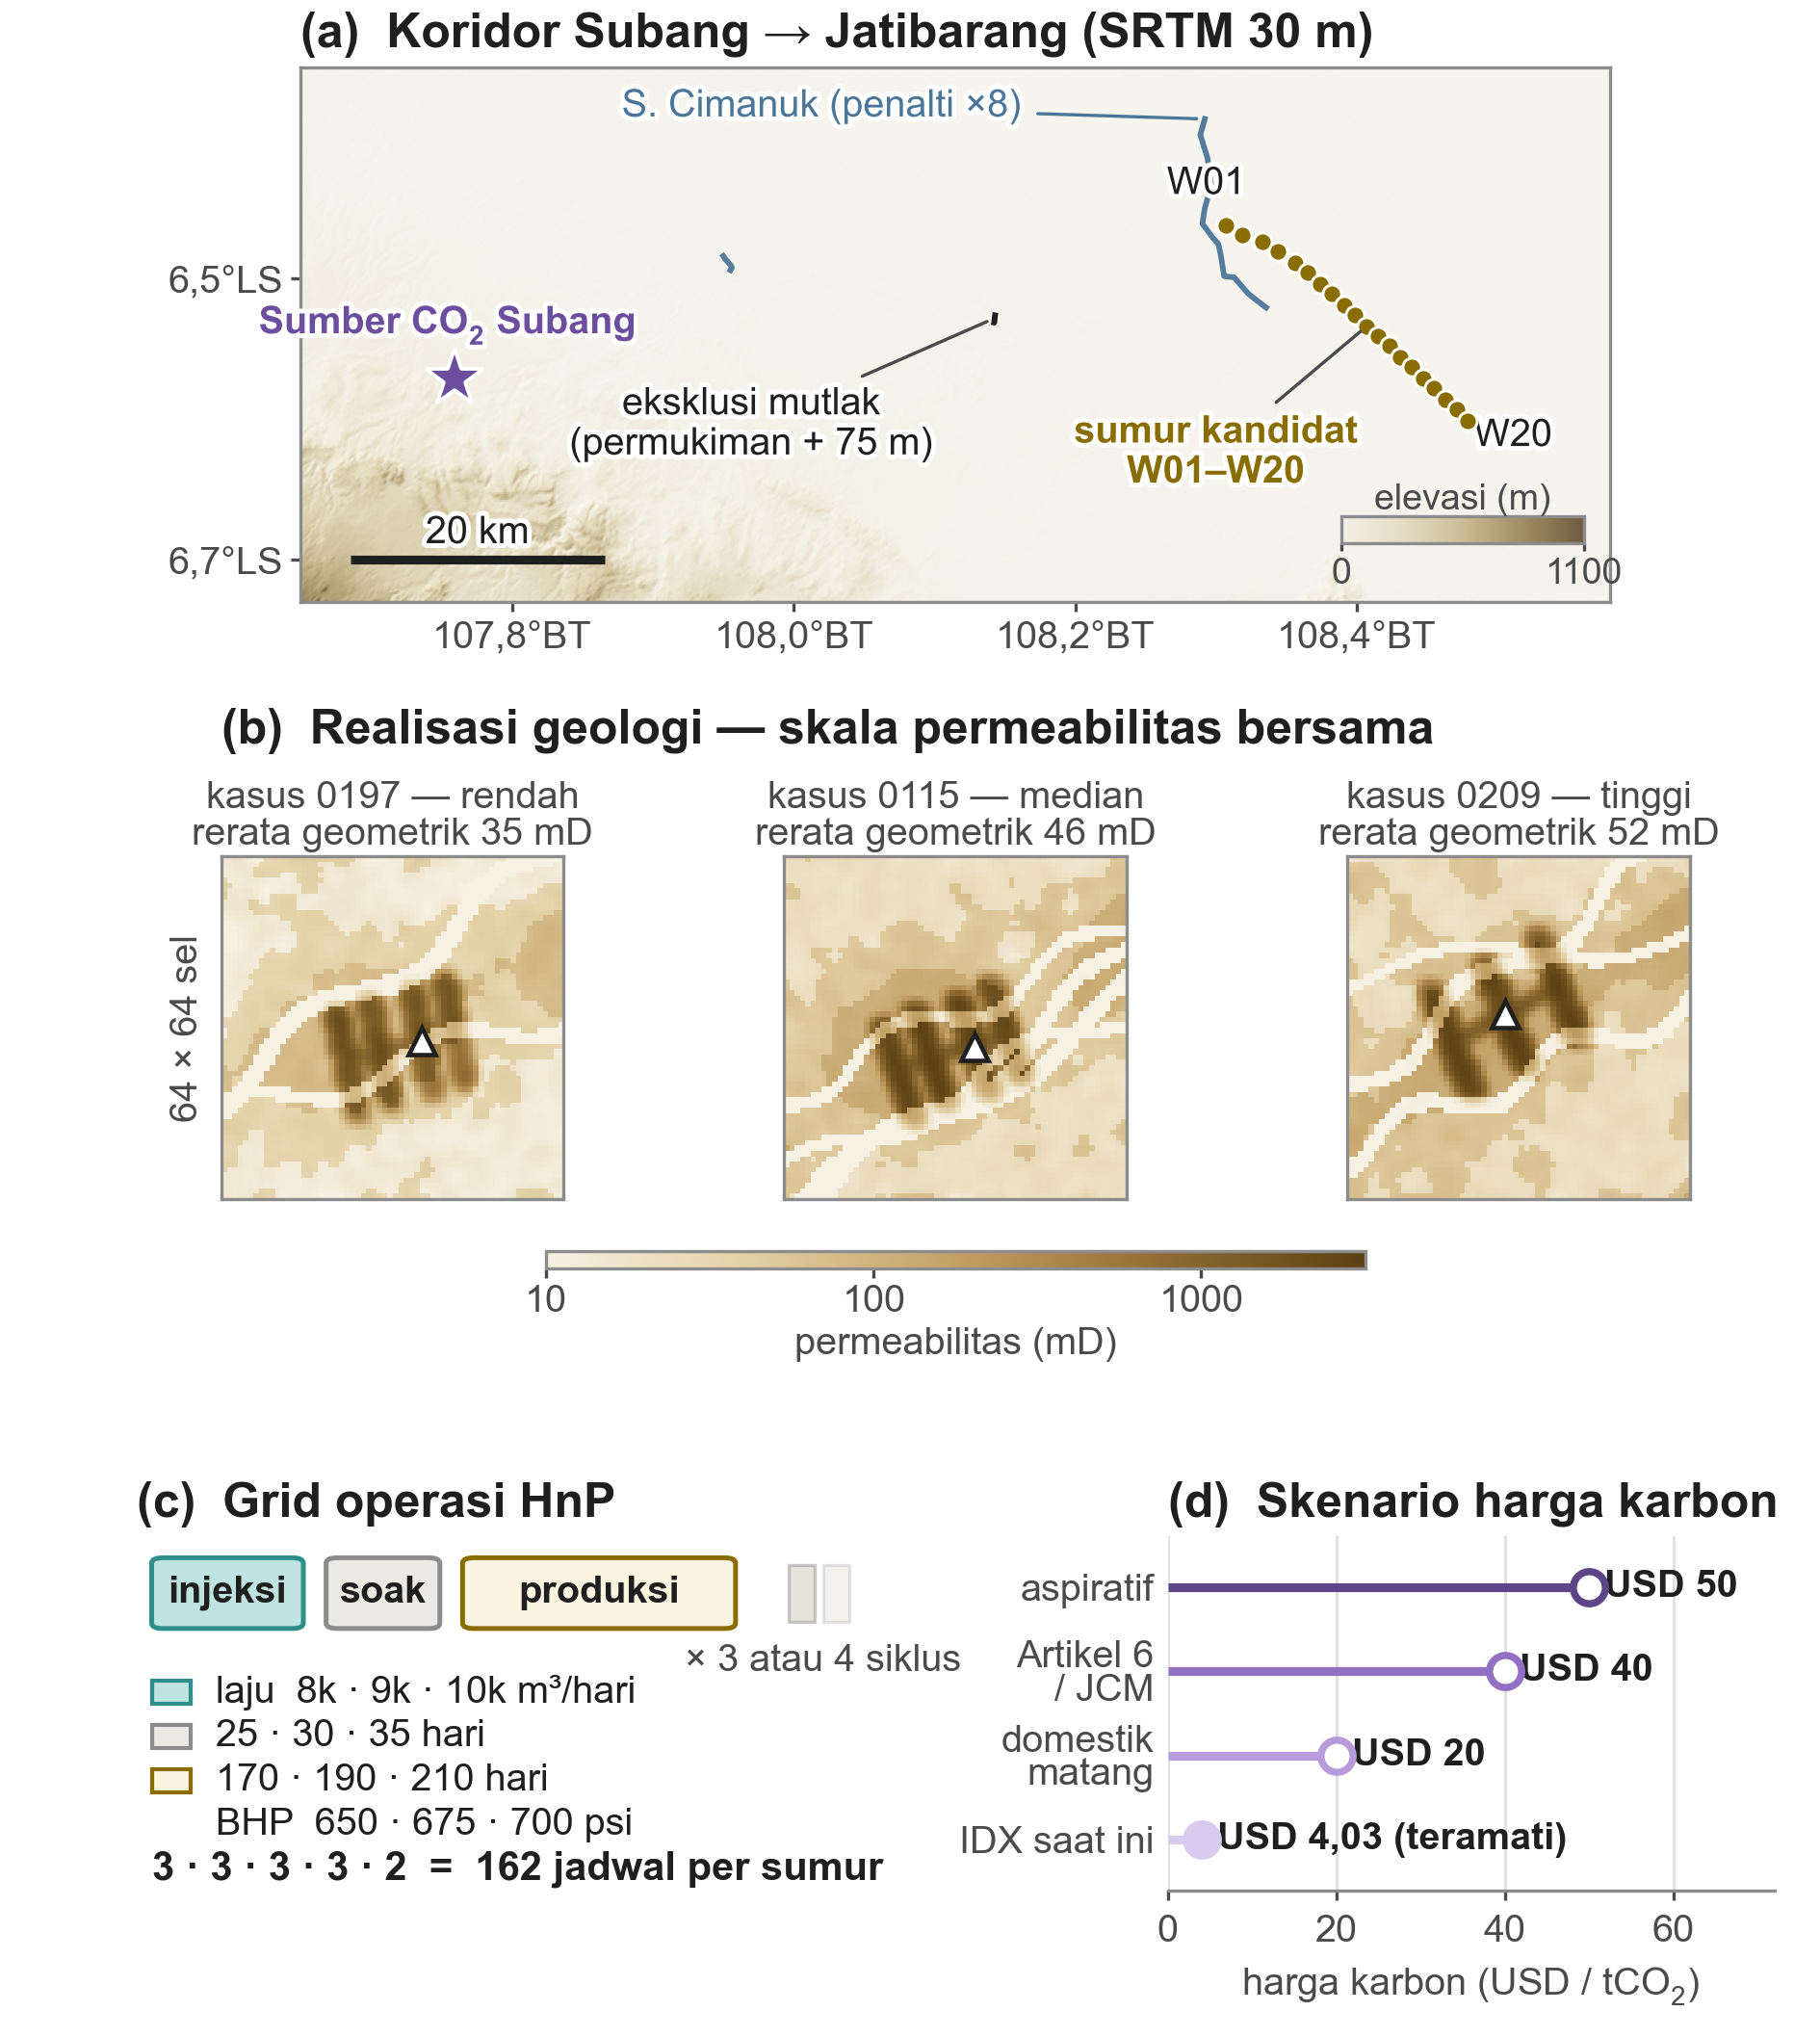 (a) Koridor Subang → Jatibarang (SRTM 30 m)
S. Cimanuk (penalti ×8)
W01
6,5°LS
Sumber CO₂ Subang
eksklusi mutlak
(permukiman + 75 m)
sumur kandidat
W01–W20
W20
elevasi (m)
20 km
6,7°LS
0
1100
107,8°BT
108,0°BT
108,2°BT
108,4°BT
(b) Realisasi geologi — skala permeabilitas bersama
kasus 0197 — rendah
rerata geometrik 35 mD
kasus 0115 — median
rerata geometrik 46 mD
kasus 0209 — tinggi
rerata geometrik 52 mD
64 × 64 sel
10
100
1000
permeabilitas (mD)
(c) Grid operasi HnP
injeksi
soak
produksi
× 3 atau 4 siklus
laju 8k · 9k · 10k m³/hari
25 · 30 · 35 hari
170 · 190 · 210 hari
BHP 650 · 675 · 700 psi
3 · 3 · 3 · 3 · 2 = 162 jadwal per sumur
(d) Skenario harga karbon
aspiratif
USD 50
Artikel 6
/ JCM
USD 40
domestik
matang
USD 20
IDX saat ini
USD 4,03 (teramati)
0
20
40
60
harga karbon (USD / tCO₂)